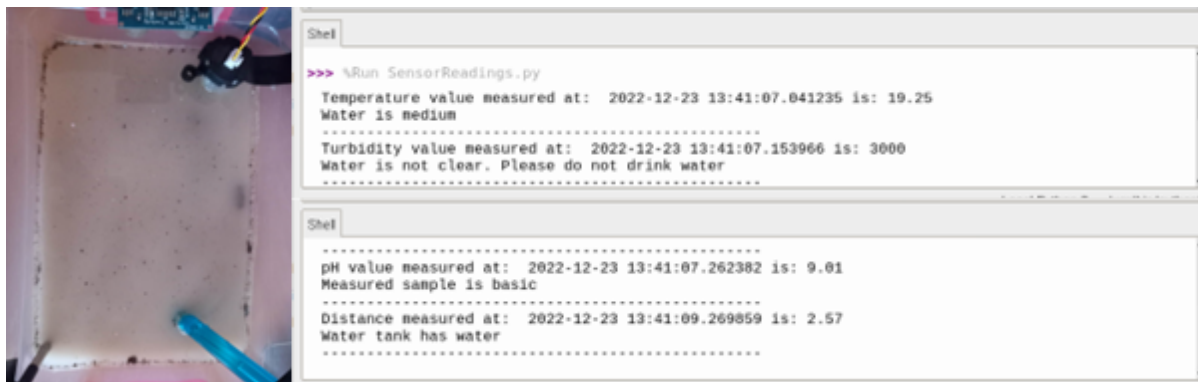 Shell
>>> %Run SensorReadings.py
Temperature value measured at:  2022-12-23 13:41:07.041235 is: 19.25
Water is medium
-------------------------------------------------
Turbidity value measured at:  2022-12-23 13:41:07.153966 is: 3000
Water is not clear. Please do not drink water
-------------------------------------------------
Shell
-------------------------------------------------
pH value measured at:  2022-12-23 13:41:07.262382 is: 9.01
Measured sample is basic
-------------------------------------------------
Distance measured at:  2022-12-23 13:41:09.269859 is: 2.57
Water tank has water
-------------------------------------------------